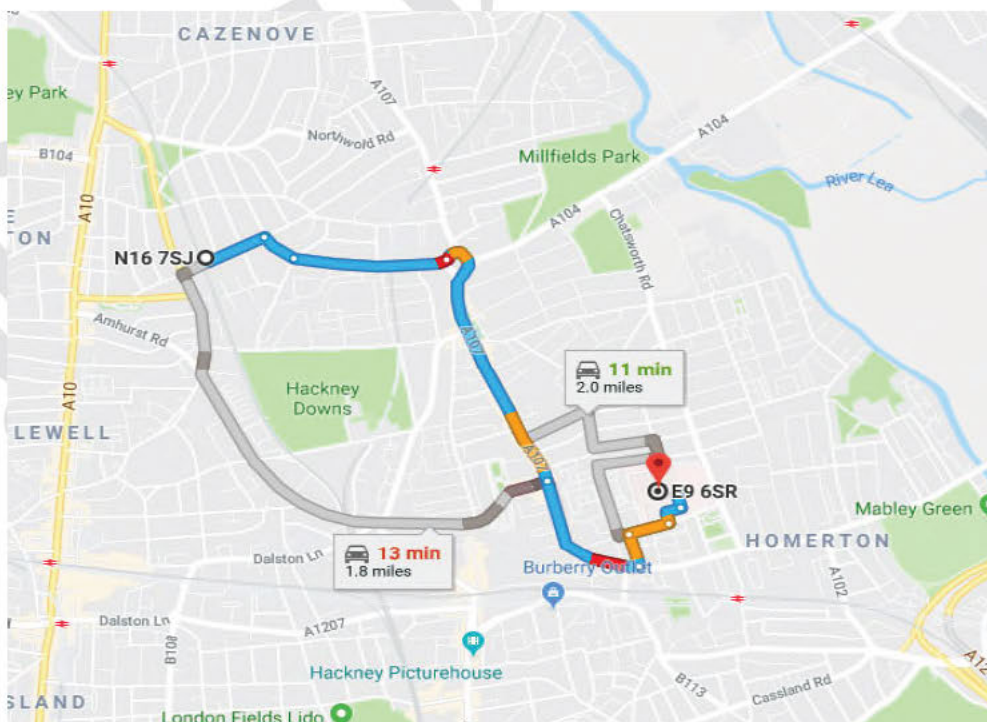 CAZENOVE
ey Park
A107
Northwold Rd
A104
B104
Millfields Park
River Lea
A10
A104
Chatsworth Rd
E
TON
N16 7SJ
Amhurst Rd
A107
11 min
2.0 miles
A10
Hackney
Downs
LEWELL
A107
E9 6SR
Mabley Green
13 min
1.8 miles
HOMERTON
Dalston Ln
Burberry Outlet
A102
Dalston Ln
A1207
B108
A12
Hackney Picturehouse
B113
Cassland Rd
SLAND
London Fields Lido